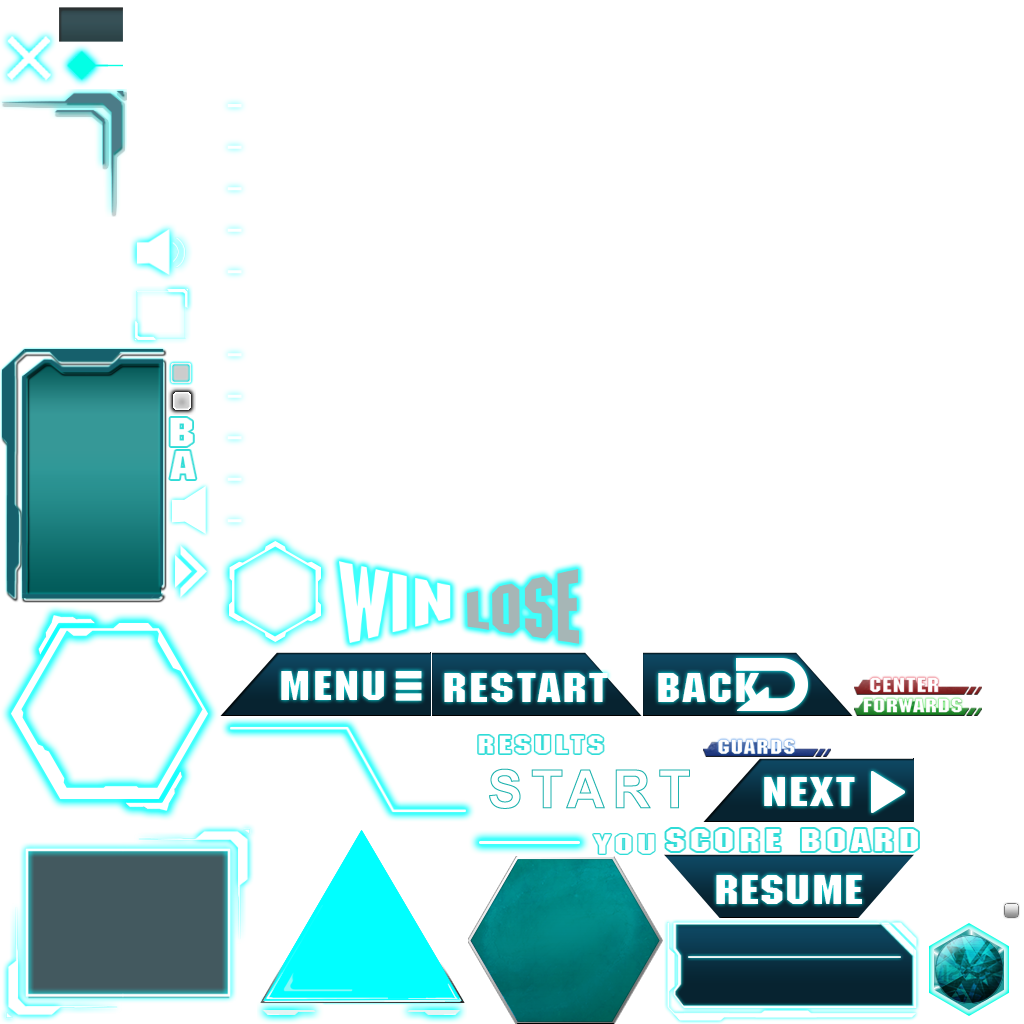 B
A
WIN
LOSE
MENU
RESTART
BACK
CENTER
FORWARDS
RESULTS
GUARDS
START
NEXT
YOU
SCORE BOARD
RESUME